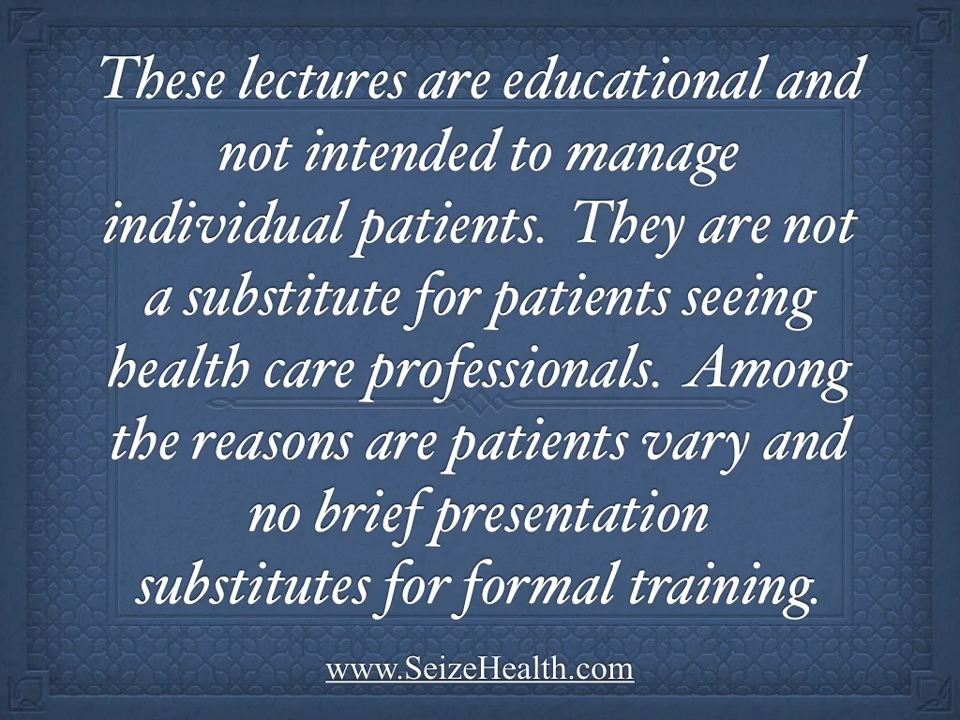 These lectures are educational and
not intended to manage
individual patients.  They are not
a substitute for patients seeing
health care professionals.  Among
the reasons are patients vary and
no brief presentation
substitutes for formal training.
www.SeizeHealth.com